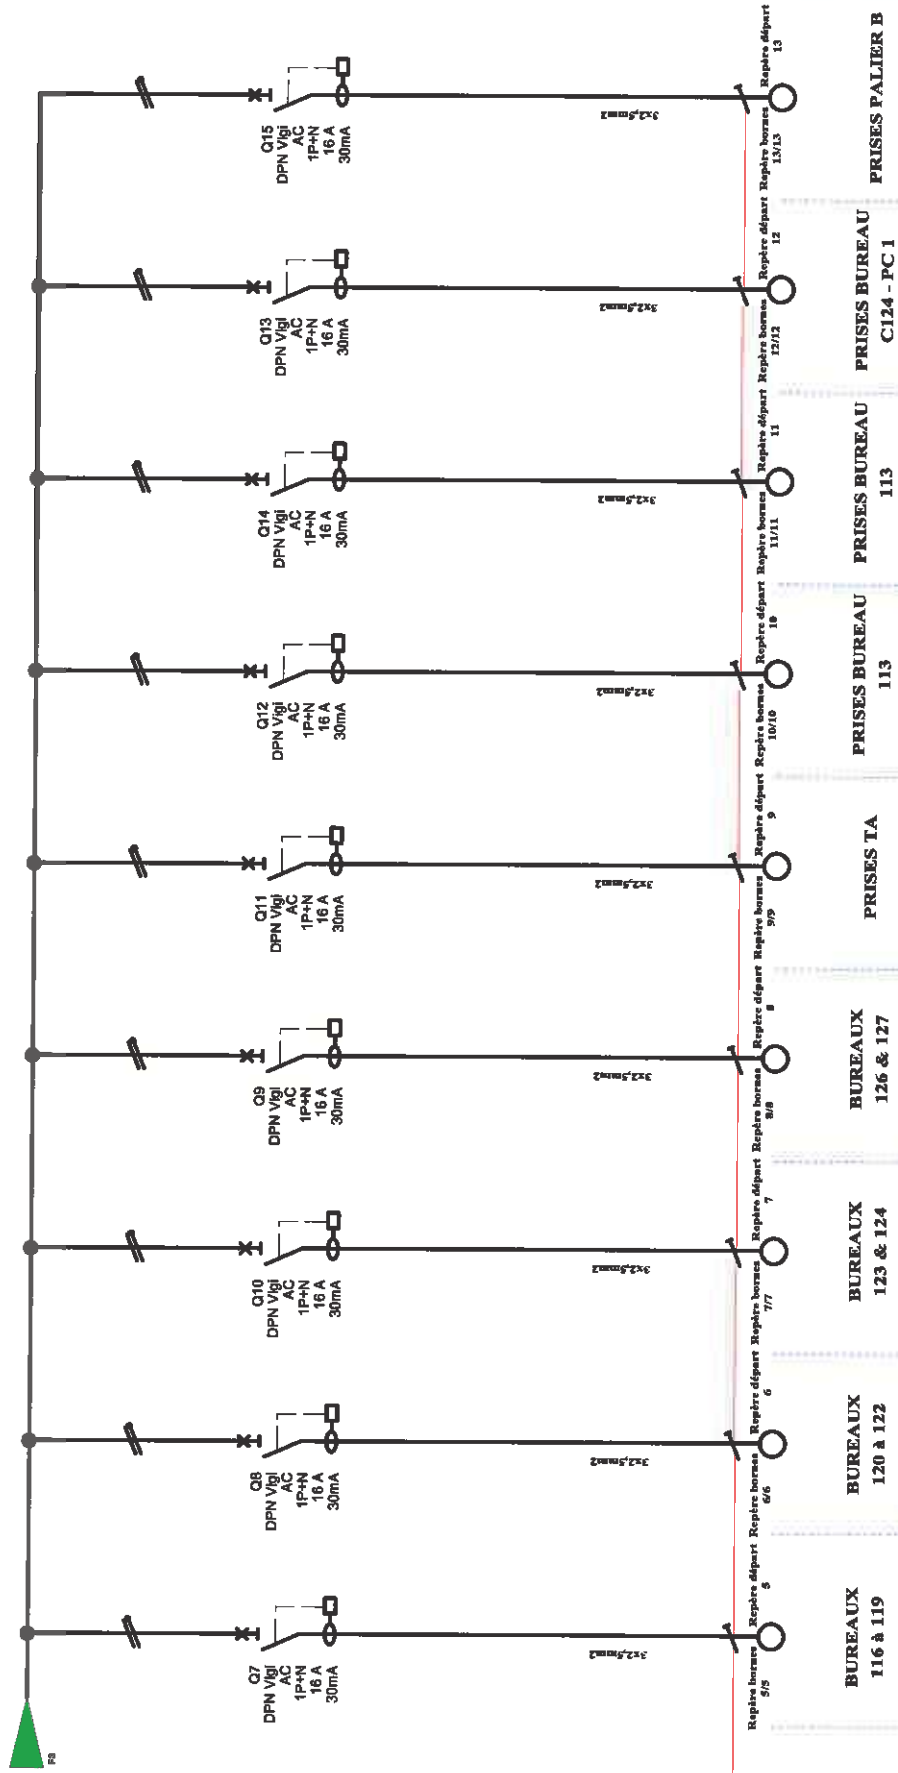 F3
Q7
DPN Vigi
AC
1P+N
16 A
30mA
3x2,5mm2
Repère bornes
5/5
Repère départ
5
BUREAUX
116 à 119
Q8
DPN Vigi
AC
1P+N
16 A
30mA
3x2,5mm2
Repère bornes
6/6
Repère départ
6
BUREAUX
120 à 122
Q10
DPN Vigi
AC
1P+N
16 A
30mA
3x2,5mm2
Repère bornes
7/7
Repère départ
7
BUREAUX
123 & 124
Q9
DPN Vigi
AC
1P+N
16 A
30mA
3x2,5mm2
Repère bornes
8/8
Repère départ
8
BUREAUX
126 & 127
Q11
DPN Vigi
AC
1P+N
16 A
30mA
3x2,5mm2
Repère bornes
9/9
Repère départ
9
PRISES TA
Q12
DPN Vigi
AC
1P+N
16 A
30mA
3x2,5mm2
Repère bornes
10/10
Repère départ
10
PRISES BUREAU
113
Q14
DPN Vigi
AC
1P+N
16 A
30mA
3x2,5mm2
Repère bornes
11/11
Repère départ
11
PRISES BUREAU
113
Q13
DPN Vigi
AC
1P+N
16 A
30mA
3x2,5mm2
Repère bornes
12/12
Repère départ
12
PRISES BUREAU
C124 - PC 1
Q15
DPN Vigi
AC
1P+N
16 A
30mA
3x2,5mm2
Repère bornes
13/13
Repère départ
13
PRISES PALIER B